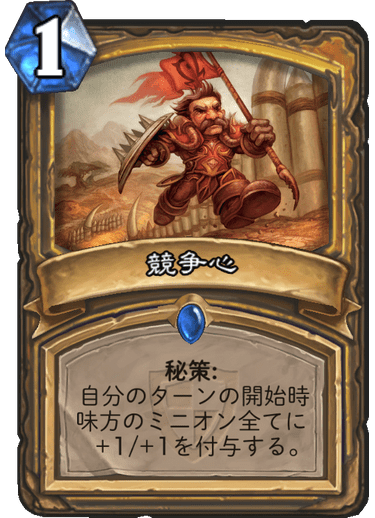 1
競争心
秘策:
自分のターンの開始時
味方のミニオン全てに
+1/+1を付与する。